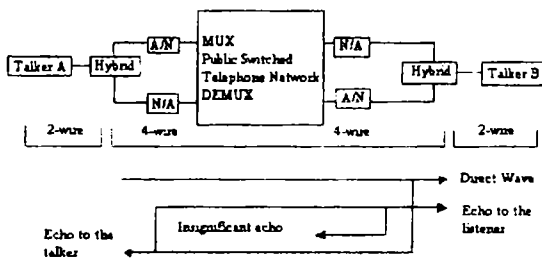 A/N
MUX
N/A
Public Switched
Talker A
Hybrid
Telephone Network
Hybrid
Talker B
N/A
DEMUX
A/N
2-wire
4-wire
4-wire
2-wire
Direct Wave
Echo to the
listener
Insignificant echo
Echo to the
talker